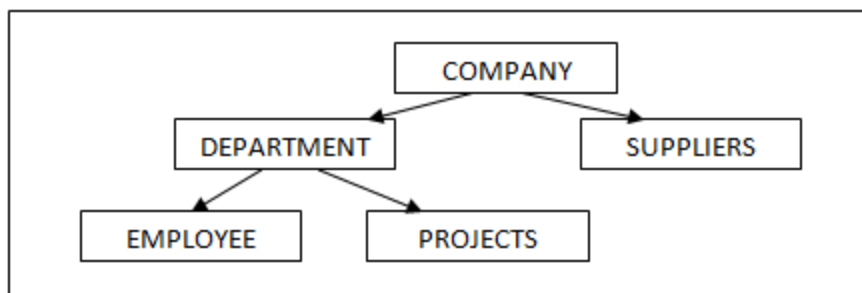 COMPANY
DEPARTMENT
SUPPLIERS
EMPLOYEE
PROJECTS